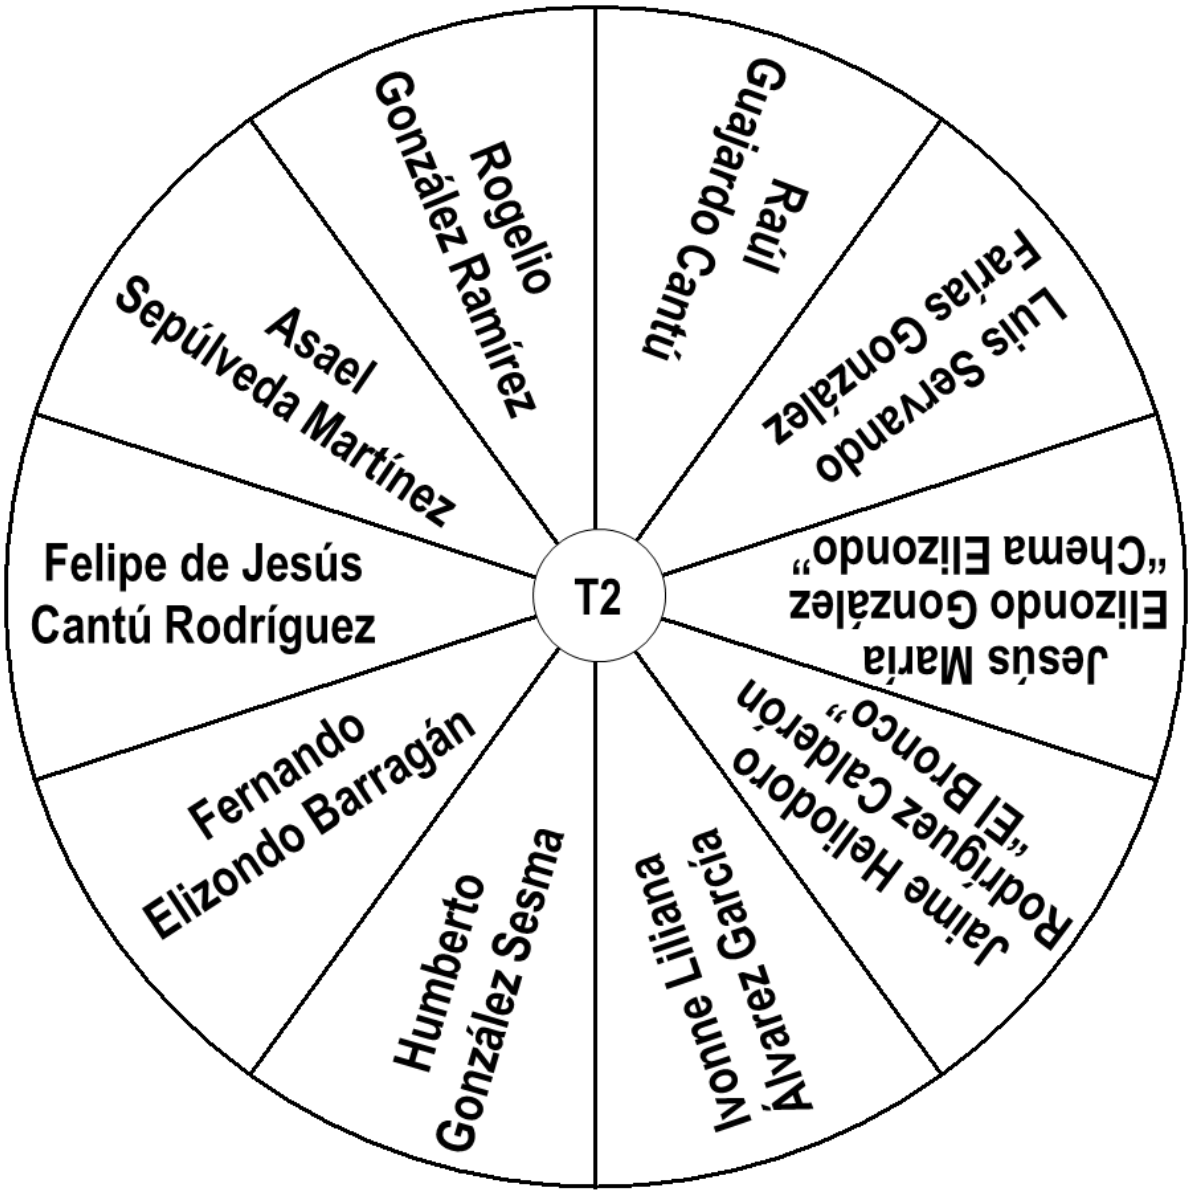 Raúl
Guajardo Cantú
Luis Servando
Farías González
Jesús María
Elizondo González
“Chema Elizondo”
Jaime Heliodoro
Rodríguez Calderón
“El Bronco”
Ivonne Liliana
Álvarez García
Humberto
González Sesma
Fernando
Elizondo Barragán
Felipe de Jesús
Cantú Rodríguez
Asael
Sepúlveda Martínez
Rogelio
González Ramírez
T2